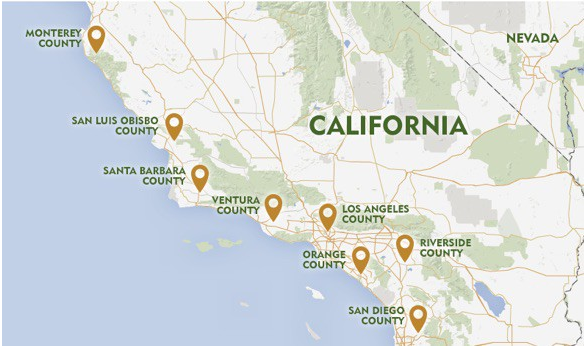 MONTEREY
COUNTY
NEVADA
SAN LUIS OBISBO
COUNTY
CALIFORNIA
SANTA BARBARA
COUNTY
VENTURA
COUNTY
LOS ANGELES
COUNTY
ORANGE
COUNTY
RIVERSIDE
COUNTY
SAN DIEGO
COUNTY